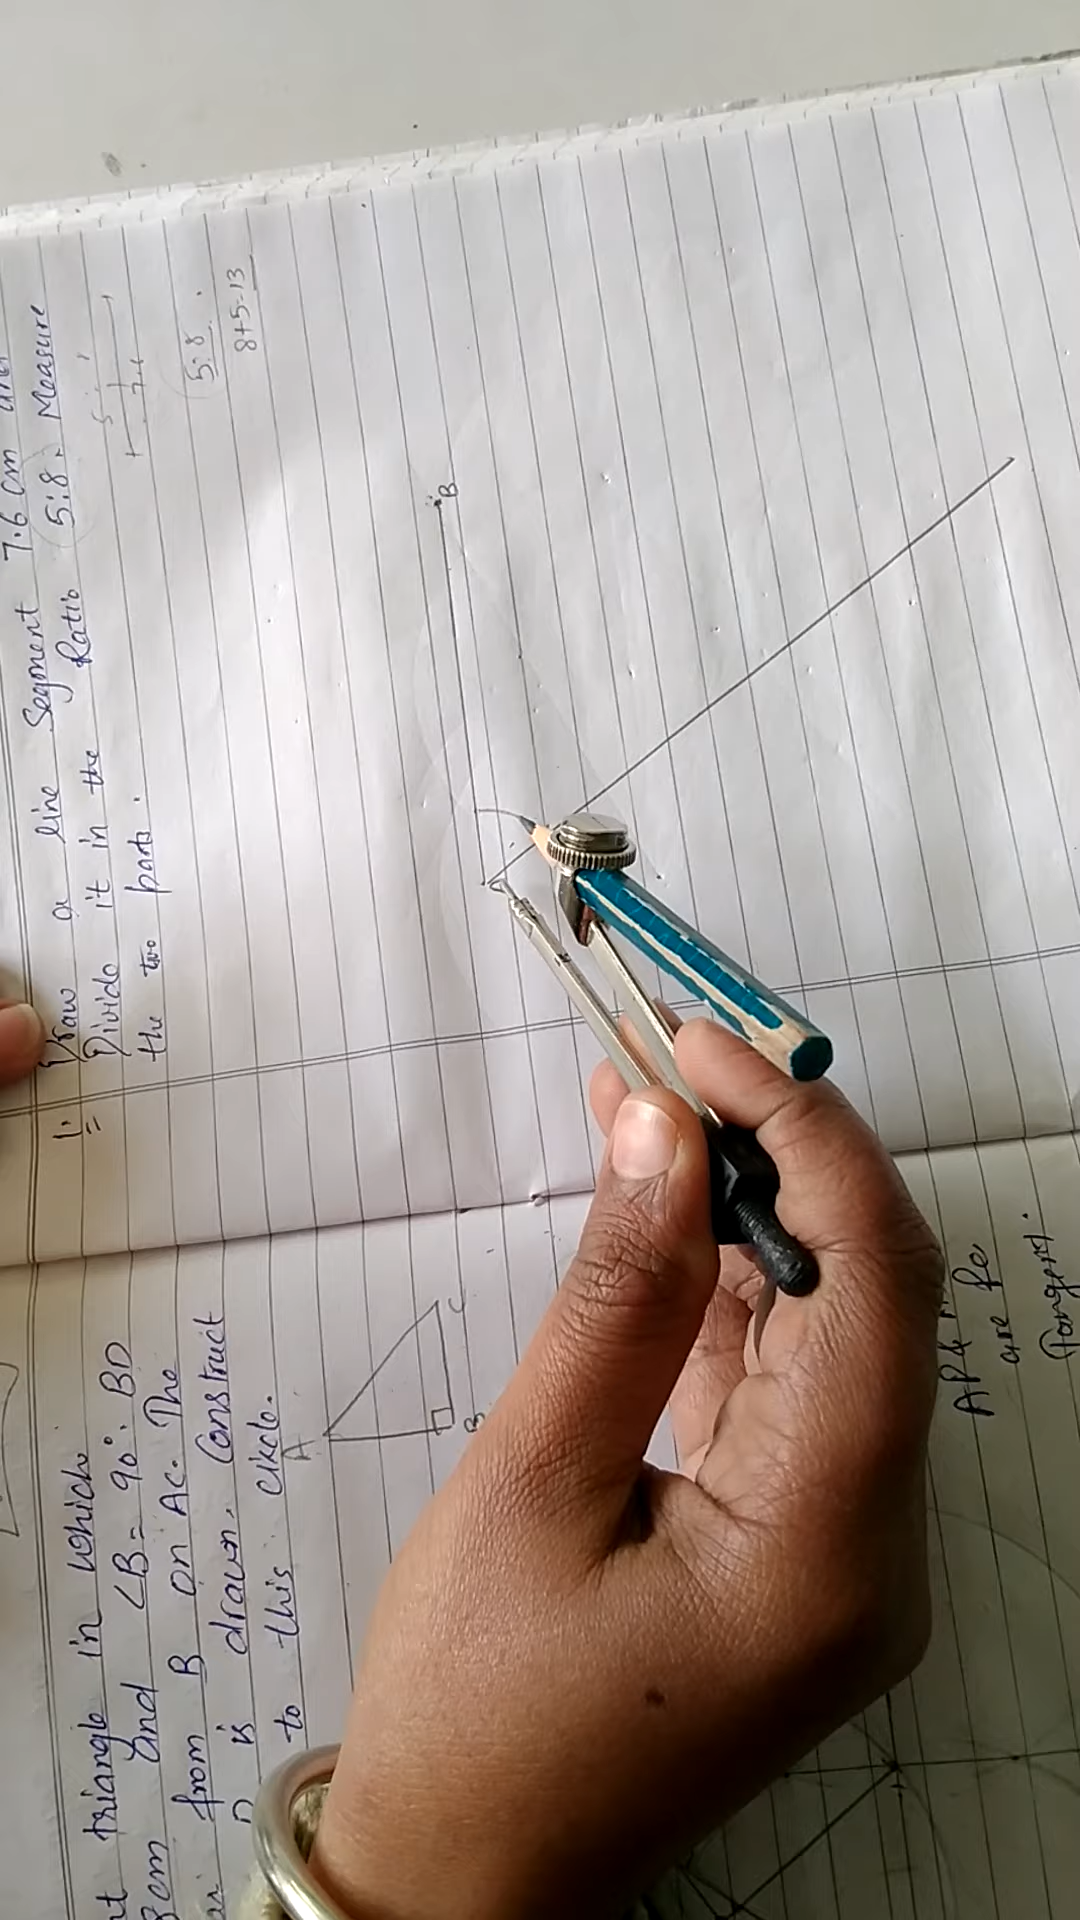 1. Draw a line segment 7.6 cm and
Divide it in the Ratio 5:8. Measure
the two parts.
5:8.
8+5=13
B
nt triangle in which
8cm and ∠B = 90°. BD
from B on AC. The
D is drawn. Construct
to this circle.
A
B
C
are
Tangent.